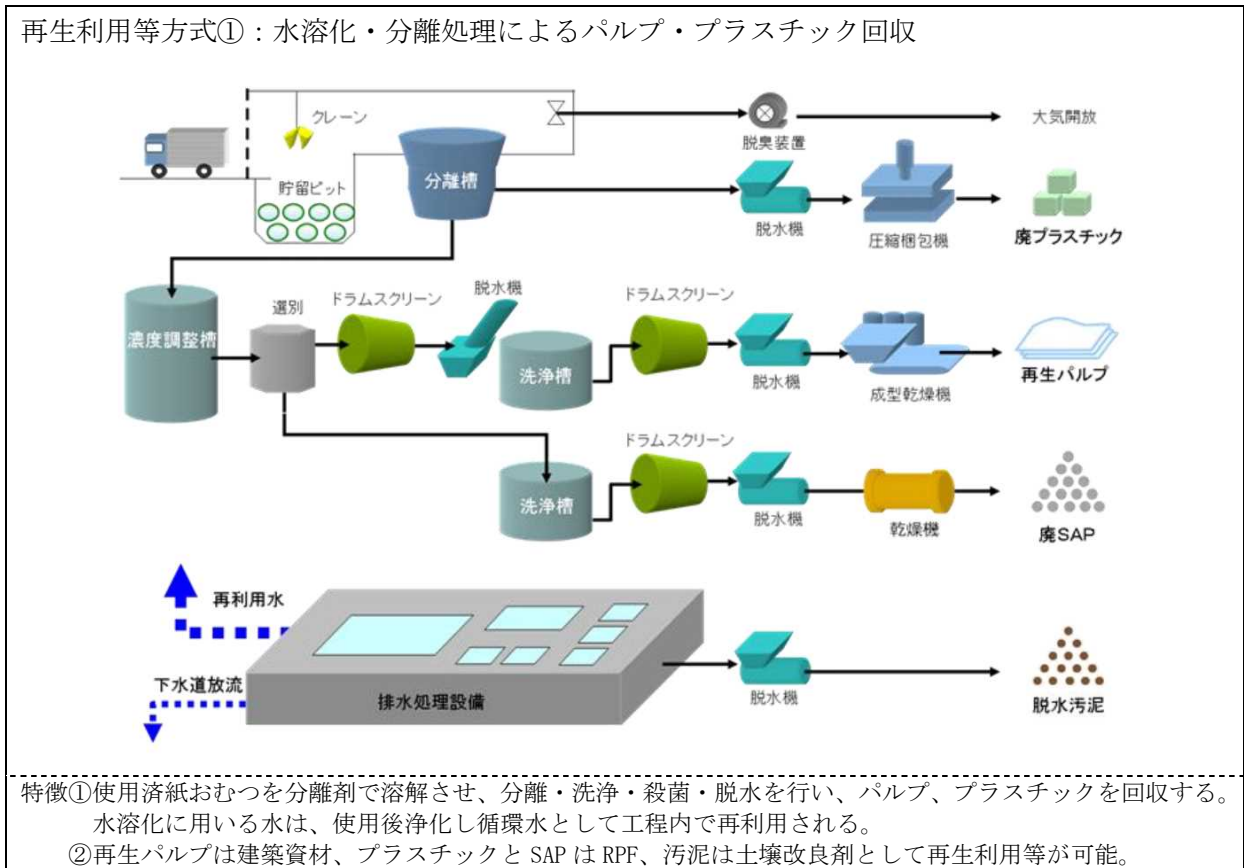 再生利用等方式①:水溶化・分離処理によるパルプ・プラスチック回収
クレーン
貯留ピット
分離槽
脱臭装置
大気開放
脱水機
圧縮梱包機
廃プラスチック
濃度調整槽
選別
ドラムスクリーン
脱水機
洗浄槽
ドラムスクリーン
脱水機
成型乾燥機
再生パルプ
洗浄槽
ドラムスクリーン
脱水機
乾燥機
廃SAP
再利用水
下水道放流
排水処理設備
脱水機
脱水汚泥
特徴①使用済紙おむつを分離剤で溶解させ、分離・洗浄・殺菌・脱水を行い、パルプ、プラスチックを回収する。
水溶化に用いる水は、使用後浄化し循環水として工程内で再利用される。
②再生パルプは建築資材、プラスチックと SAP は RPF、汚泥は土壌改良剤として再生利用等が可能。